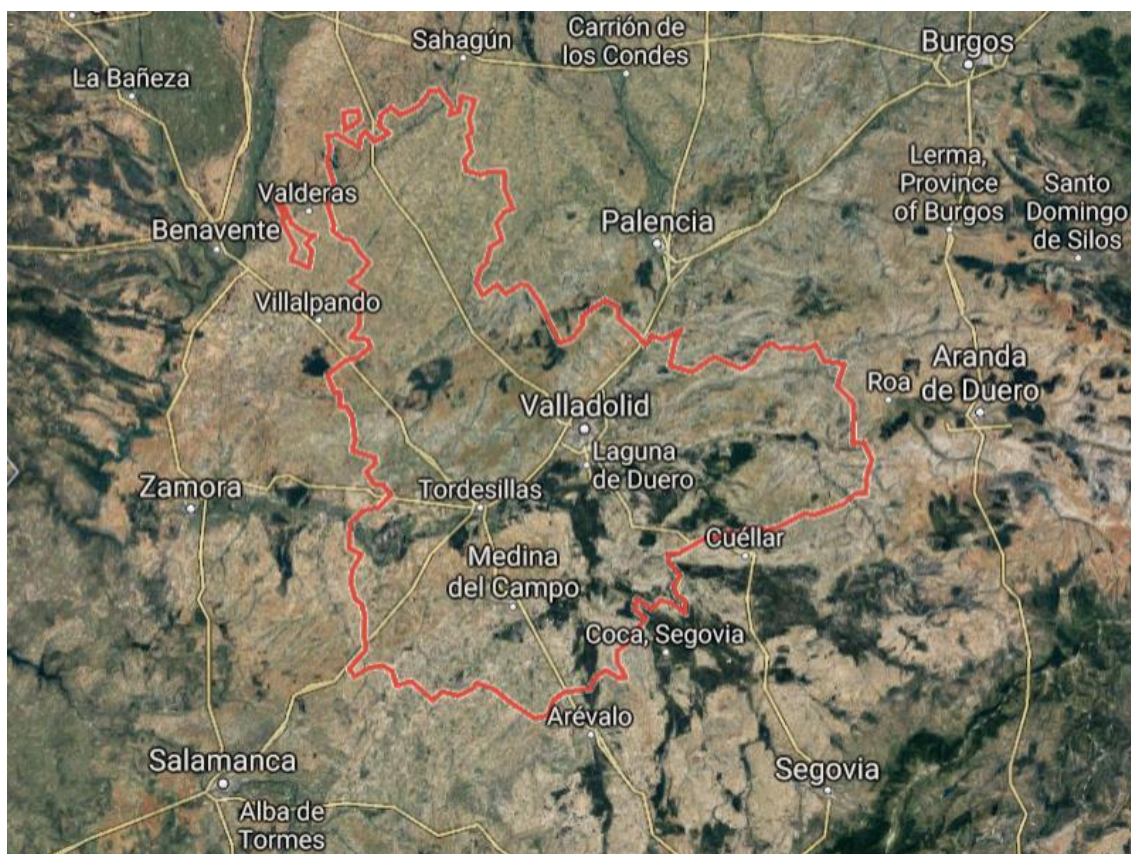 Sahagún
Carrión de
los Condes
Burgos
La Bañeza
Lerma,
Province
of Burgos
Santo
Domingo
de Silos
Valderas
Benavente
Palencia
Villalpando
Aranda
de Duero
Roa
Valladolid
Laguna
de Duero
Zamora
Tordesillas
Cuéllar
Medina
del Campo
Coca, Segovia
Arévalo
Salamanca
Segovia
Alba de
Tormes